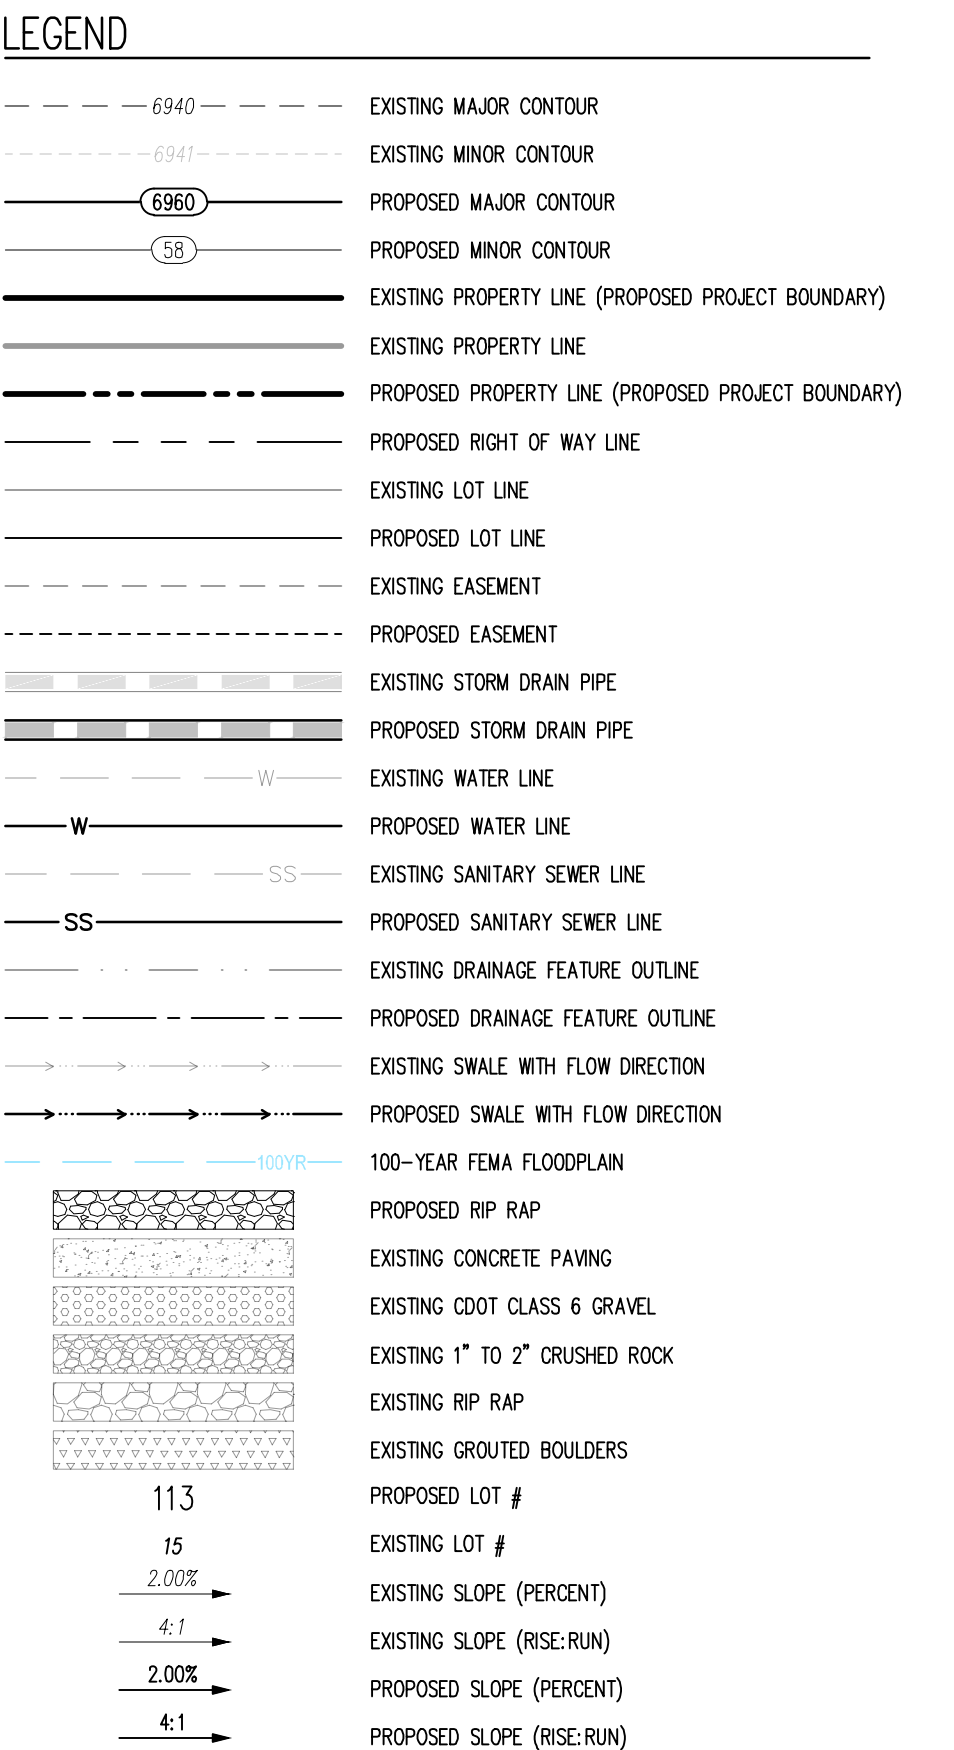 LEGEND
6940 EXISTING MAJOR CONTOUR
6941 EXISTING MINOR CONTOUR
6960 PROPOSED MAJOR CONTOUR
58 PROPOSED MINOR CONTOUR
EXISTING PROPERTY LINE (PROPOSED PROJECT BOUNDARY)
EXISTING PROPERTY LINE
PROPOSED PROPERTY LINE (PROPOSED PROJECT BOUNDARY)
PROPOSED RIGHT OF WAY LINE
EXISTING LOT LINE
PROPOSED LOT LINE
EXISTING EASEMENT
PROPOSED EASEMENT
EXISTING STORM DRAIN PIPE
PROPOSED STORM DRAIN PIPE
W EXISTING WATER LINE
W PROPOSED WATER LINE
SS EXISTING SANITARY SEWER LINE
SS PROPOSED SANITARY SEWER LINE
EXISTING DRAINAGE FEATURE OUTLINE
PROPOSED DRAINAGE FEATURE OUTLINE
EXISTING SWALE WITH FLOW DIRECTION
PROPOSED SWALE WITH FLOW DIRECTION
100YR 100-YEAR FEMA FLOODPLAIN
PROPOSED RIP RAP
EXISTING CONCRETE PAVING
EXISTING CDOT CLASS 6 GRAVEL
EXISTING 1" TO 2" CRUSHED ROCK
EXISTING RIP RAP
EXISTING GROUTED BOULDERS
113 PROPOSED LOT #
15 EXISTING LOT #
2.00% EXISTING SLOPE (PERCENT)
4:1 EXISTING SLOPE (RISE:RUN)
2.00% PROPOSED SLOPE (PERCENT)
4:1 PROPOSED SLOPE (RISE:RUN)